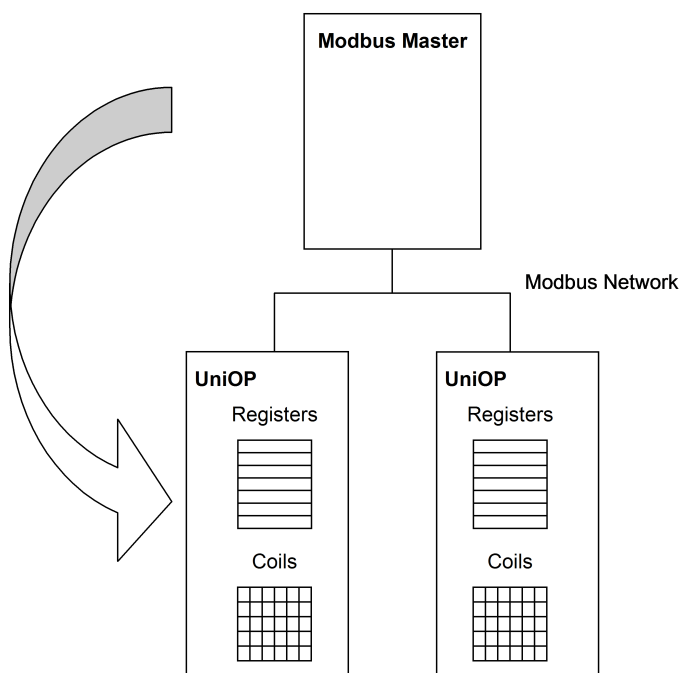 Modbus Master
Modbus Network
UniOP
UniOP
Registers
Registers
Coils
Coils